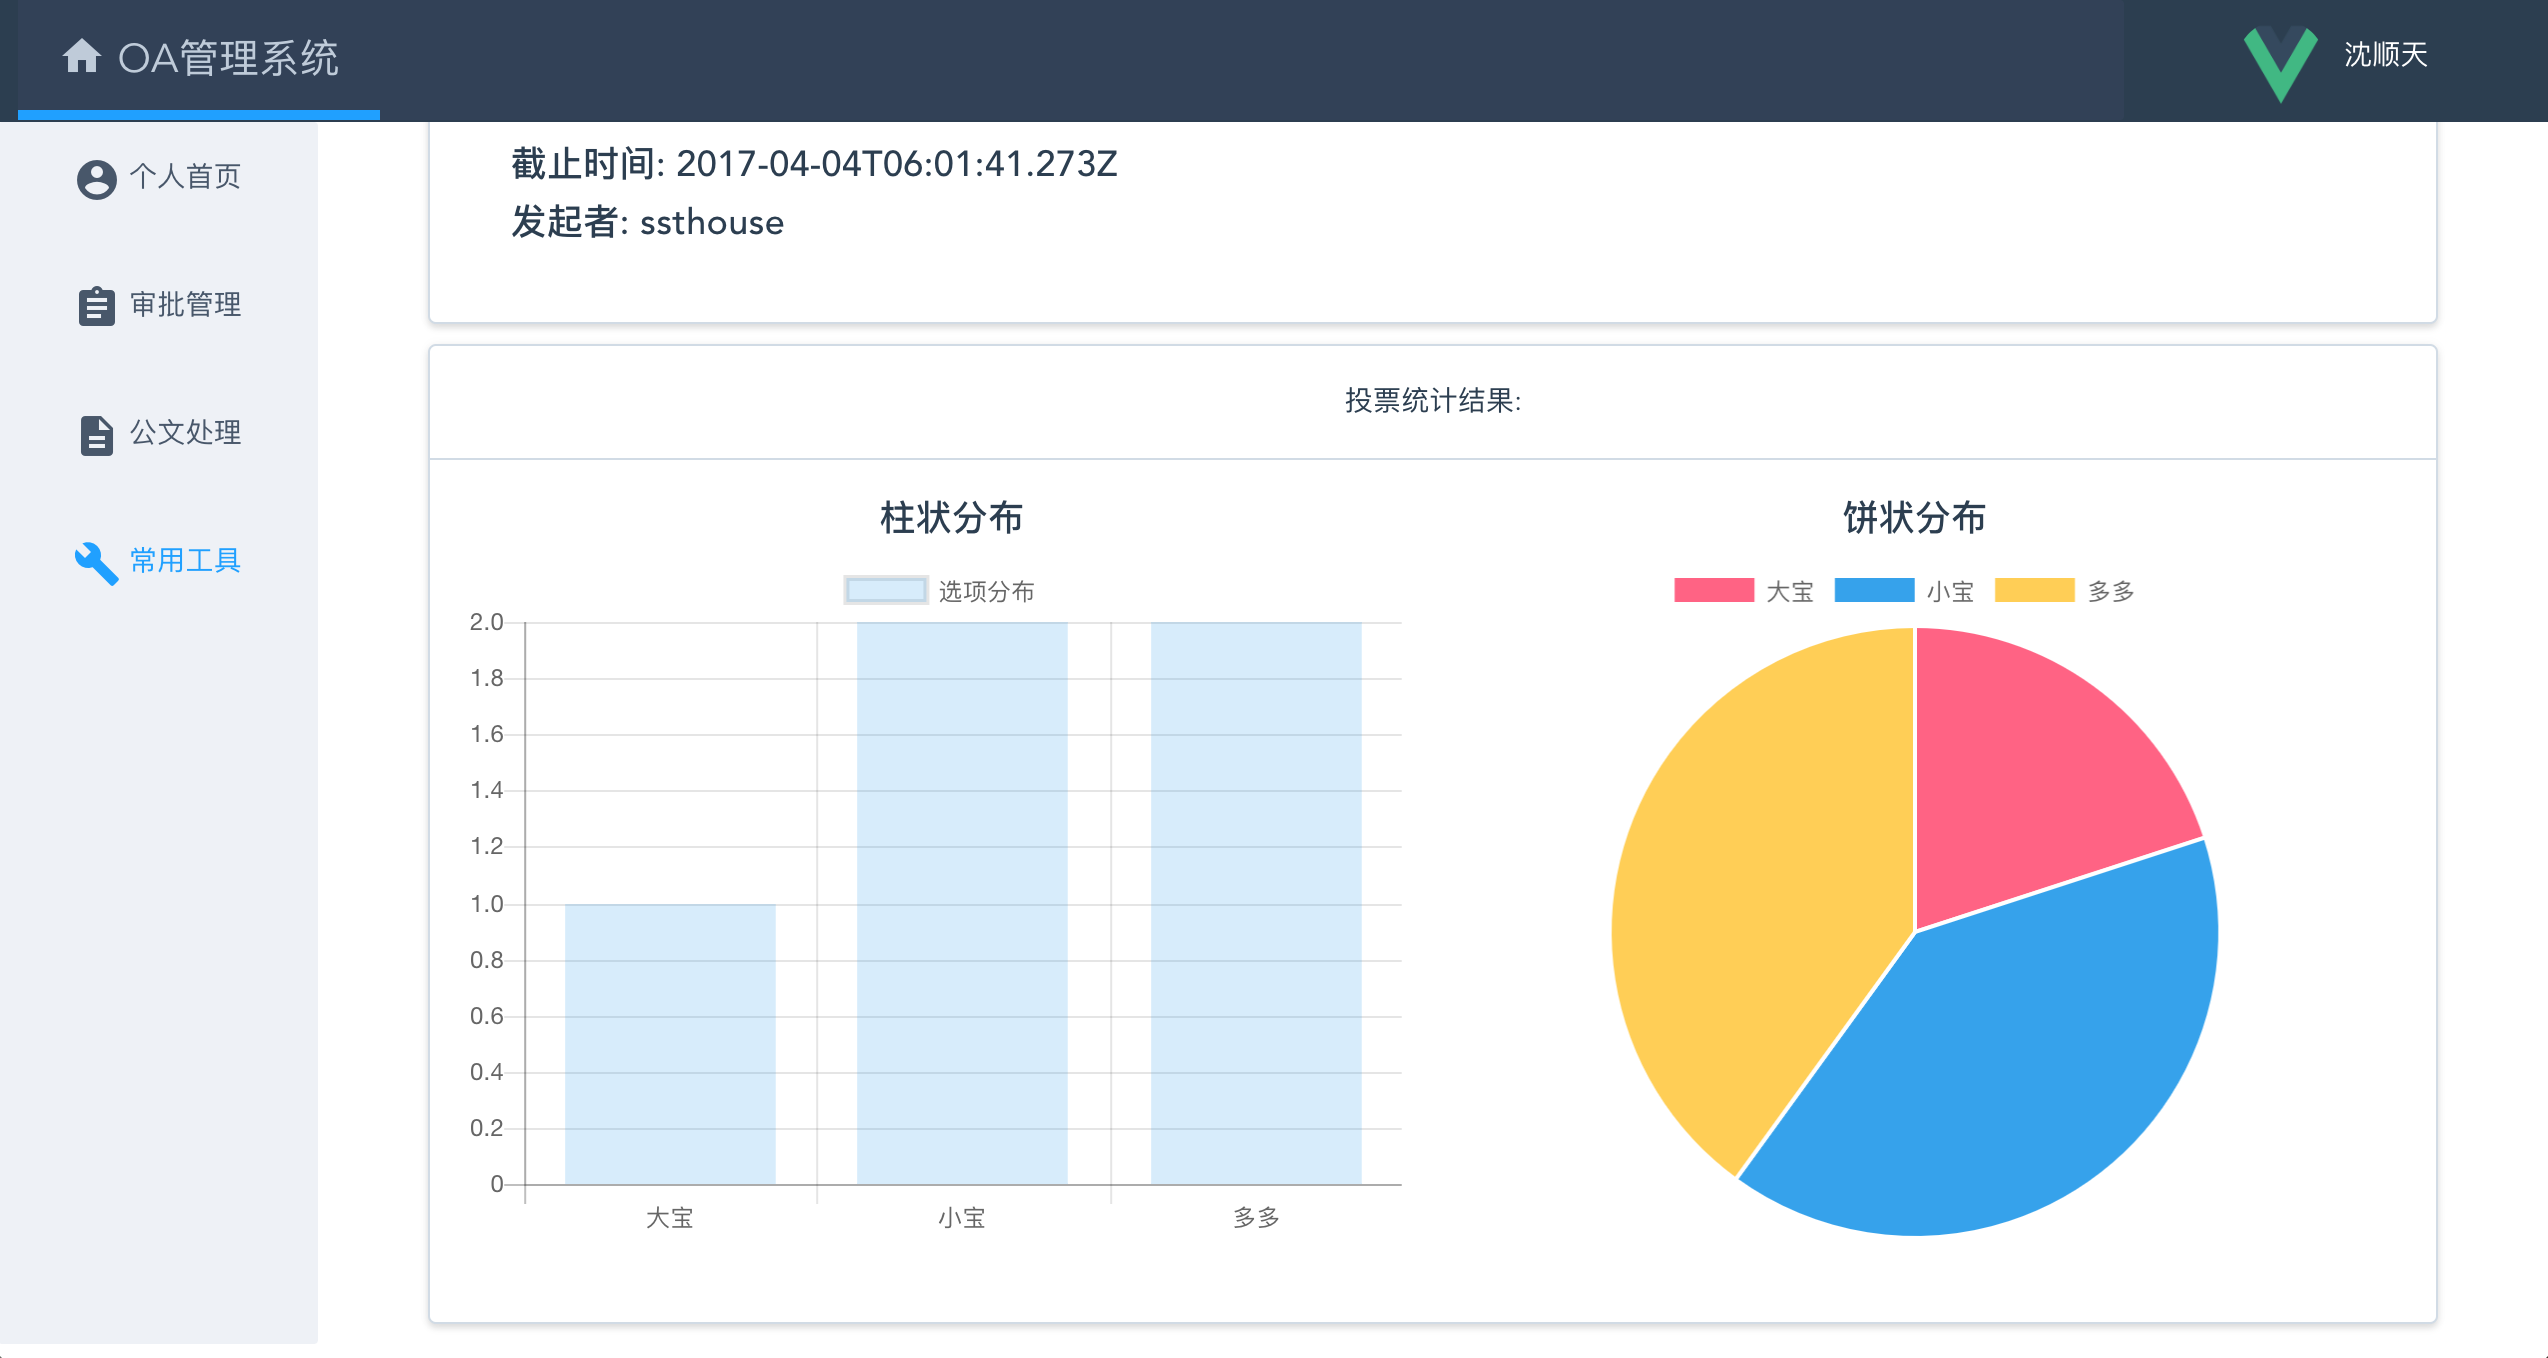 OA管理系统
沈顺天
个人首页
审批管理
公文处理
常用工具
截止时间: 2017-04-04T06:01:41.273Z
发起者: ssthouse
投票统计结果:
柱状分布
选项分布
2.0
1.8
1.6
1.4
1.2
1.0
0.8
0.6
0.4
0.2
0
大宝 小宝 多多
饼状分布
大宝 小宝 多多